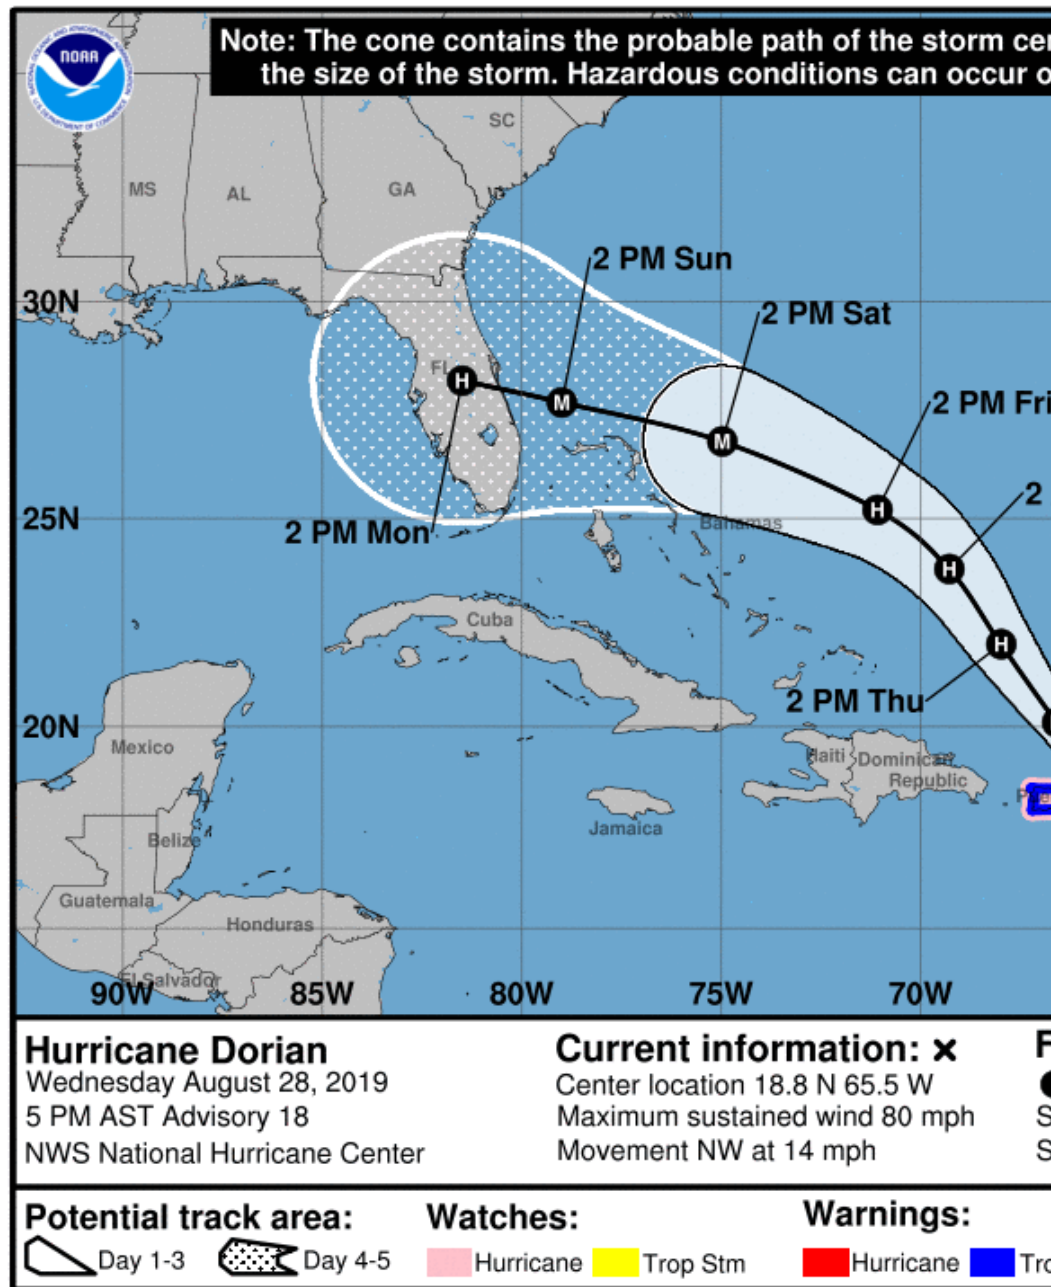 Note: The cone contains the probable path of the storm cen
the size of the storm. Hazardous conditions can occur o
NOAA
SC
MS
AL
GA
2 PM Sun
30N
2 PM Sat
FL
H
M
2 PM Fri
M
H
2
25N
2 PM Mon
Bahamas
H
Cuba
H
2 PM Thu
20N
Mexico
Haiti
Dominican
Republic
Jamaica
Belize
Guatemala
Honduras
El Salvador
90W
85W
80W
75W
70W
Hurricane Dorian
Wednesday August 28, 2019
5 PM AST Advisory 18
NWS National Hurricane Center
Current information: x
Center location 18.8 N 65.5 W
Maximum sustained wind 80 mph
Movement NW at 14 mph
F
S
S
Potential track area:
Day 1-3
Day 4-5
Watches:
Hurricane
Trop Stm
Warnings:
Hurricane
Tro